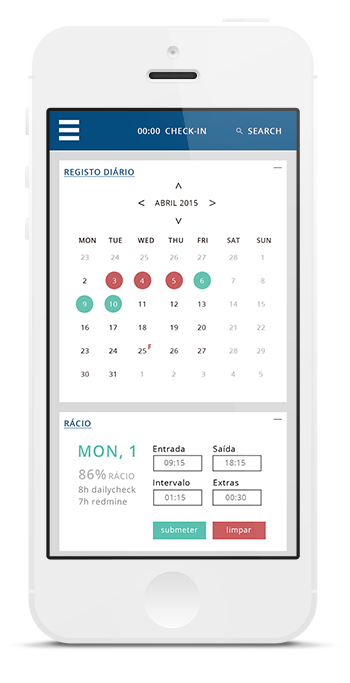 00:00 CHECK-IN SEARCH
REGISTO DIÁRIO
< ABRIL 2015 >
MON TUE WED THU FRI SAT SUN
23 24 25 26 27 28 1
2 3 4 5 6 7 8
9 10 11 12 13 14 15
16 17 18 19 20 21 22
23 24 25 F 26 27 28 29
30 31 1 2 3 4 5
RÁCIO
MON, 1
86% RÁCIO
8h dailycheck
7h redmine
Entrada Saída
09:15 18:15
Intervalo Extras
01:15 00:30
submeter limpar